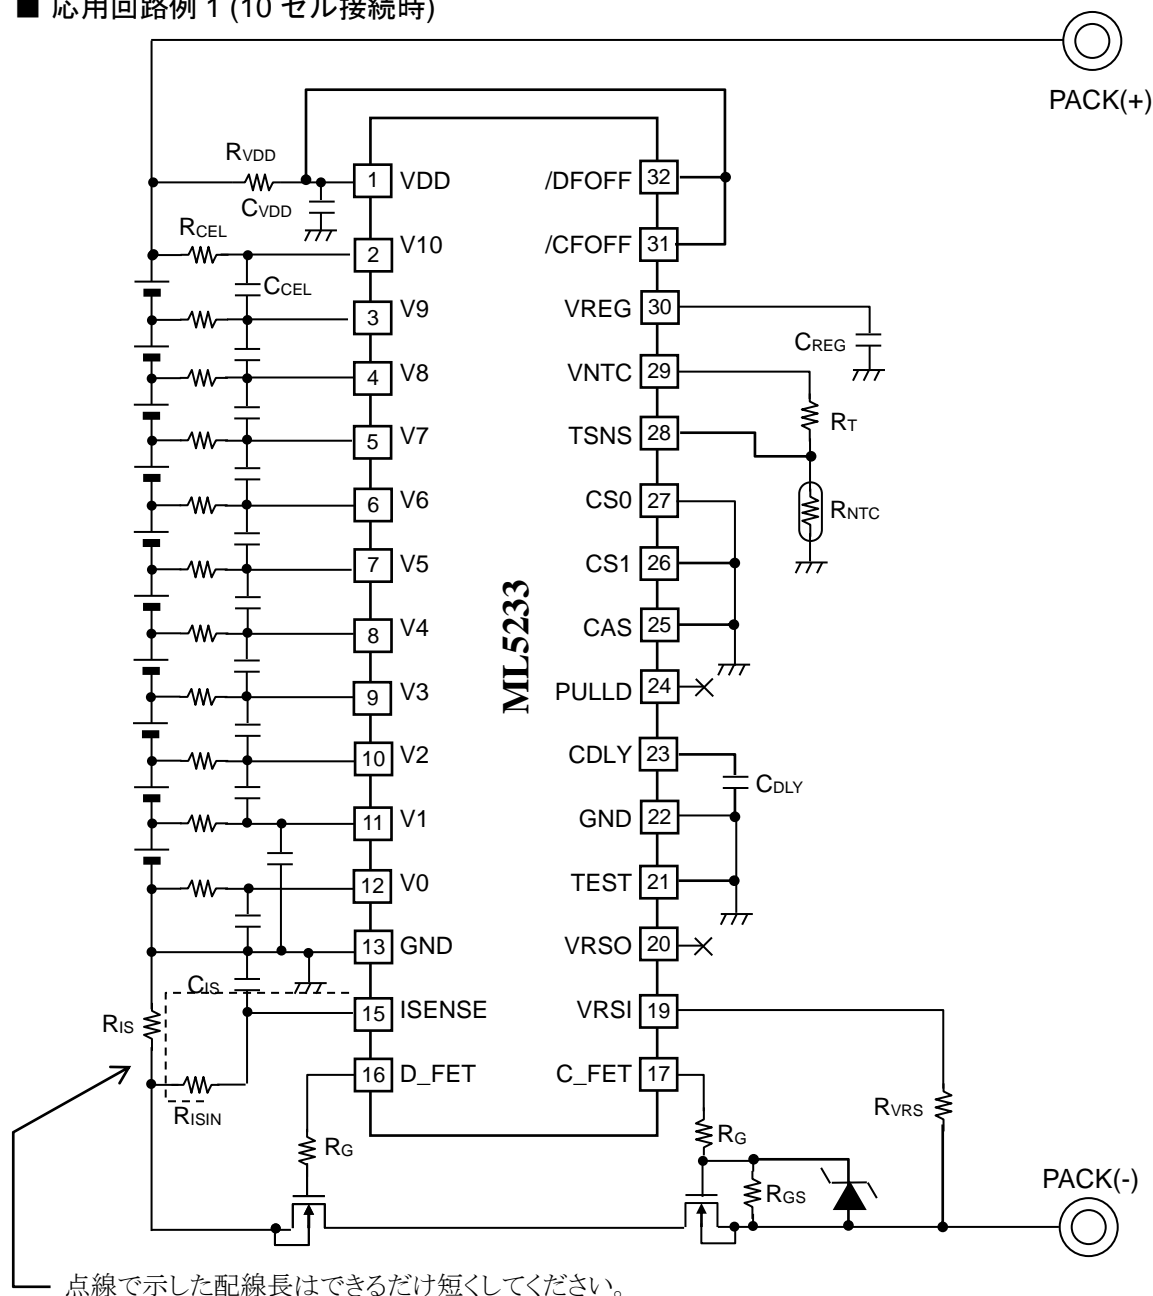 ■ 応用回路例 1 (10 セル接続時)
PACK(+)
RVDD
CVDD
RCEL
CCEL
1 VDD
2 V10
3 V9
4 V8
5 V7
6 V6
7 V5
8 V4
9 V3
10 V2
11 V1
12 V0
13 GND
15 ISENSE
16 D_FET
CIS
RIS
RISIN
RG
ML5233
/DFOFF 32
/CFOFF 31
VREG 30
VNTC 29
TSNS 28
CS0 27
CS1 26
CAS 25
PULLD 24
CDLY 23
GND 22
TEST 21
VRSO 20
VRSI 19
C_FET 17
CREG
RT
RNTC
CDLY
RVRS
RG
RGS
PACK(-)
点線で示した配線長はできるだけ短くしてください。